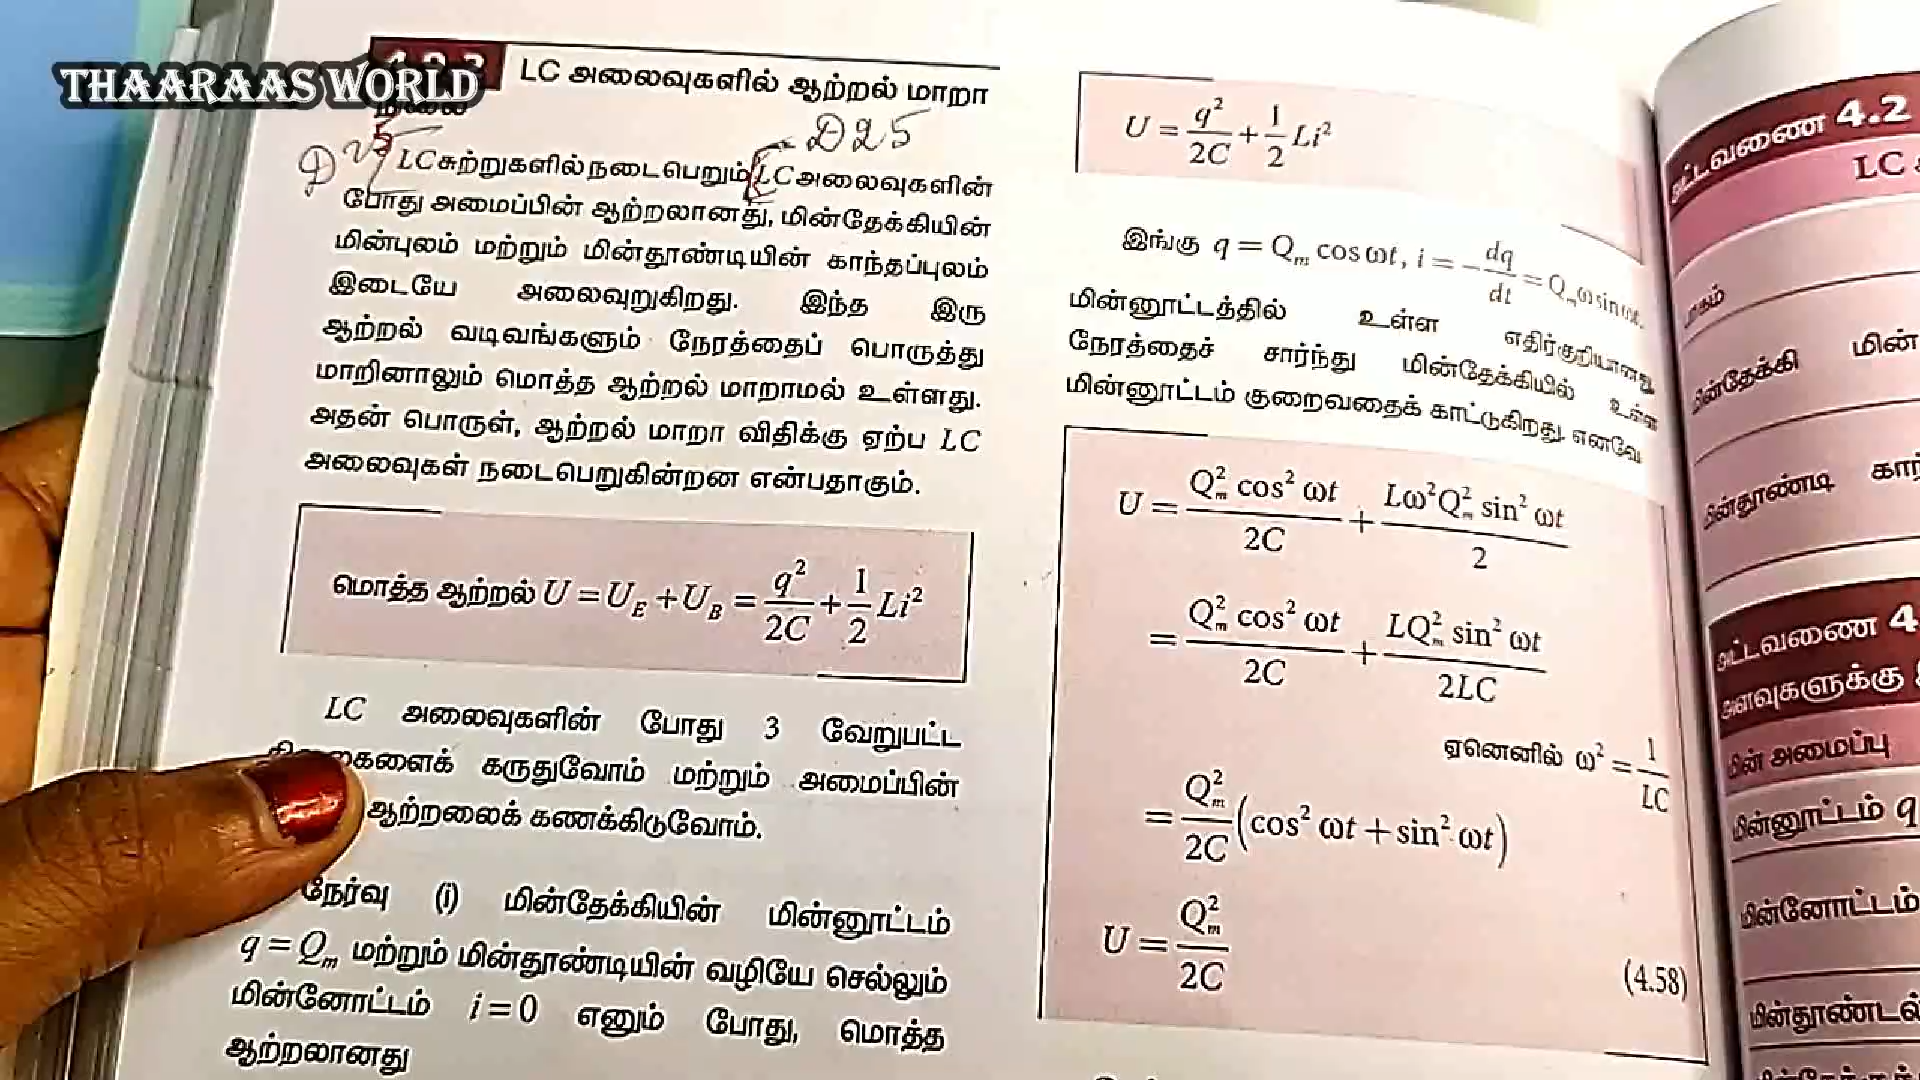 THAARAAS WORLD
LC அலைவுகளில் ஆற்றல் மாறா
D25
LC சுற்றுகளில் நடைபெறும் LC அலைவுகளின்
போது அமைப்பின் ஆற்றலானது, மின்தேக்கியின்
மின்புலம் மற்றும் மின்தூண்டியின் காந்தப்புலம்
இடையே அலைவுறுகிறது. இந்த இரு
ஆற்றல் வடிவங்களும் நேரத்தைப் பொருத்து
மாறினாலும் மொத்த ஆற்றல் மாறாமல் உள்ளது.
அதன் பொருள், ஆற்றல் மாறா விதிக்கு ஏற்ப LC
அலைவுகள் நடைபெறுகின்றன என்பதாகும்.
மொத்த ஆற்றல் U = U_E + U_B = q²/2C + 1/2 Li²
LC அலைவுகளின் போது 3 வேறுபட்ட
கருதுவோம் மற்றும் அமைப்பின்
ஆற்றலைக் கணக்கிடுவோம்.
நேர்வு (i) மின்தேக்கியின் மின்னூட்டம்
q = Q_m மற்றும் மின்தூண்டியின் வழியே செல்லும்
மின்னோட்டம் i = 0 எனும் போது, மொத்த
ஆற்றலானது
U = q²/2C + 1/2 Li²
இங்கு q = Q_m cos ωt, i = -dq/dt = Q_m ω sin ωt.
மின்னூட்டத்தில் உள்ள எதிர்குறியானது
நேரத்தைச் சார்ந்து மின்தேக்கியில் உள்ள
மின்னூட்டம் குறைவதைக் காட்டுகிறது. எனவே
U = Q_m² cos² ωt/2C + Lω²Q_m² sin² ωt/2
= Q_m² cos² ωt/2C + LQ_m² sin² ωt/2LC
ஏனெனில் ω² = 1/LC
= Q_m²/2C (cos² ωt + sin² ωt)
U = Q_m²/2C (4.58)
அட்டவணை 4.2
LC
மின்தேக்கி மின்
மின்தூண்டி
அட்டவணை 4
அளவுகளுக்கு
மின் அமைப்பு
மின்னூட்டம் q
மின்னோட்டம்